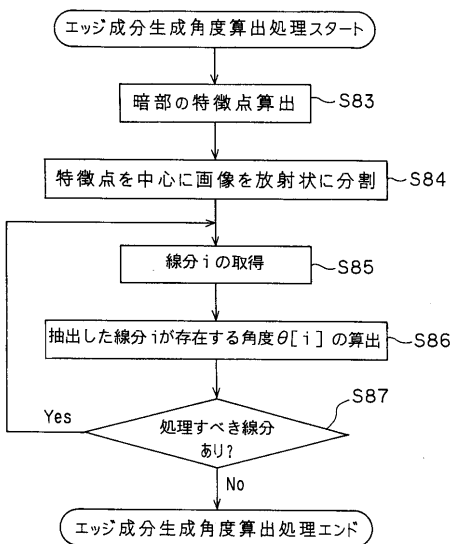 エッジ成分生成角度算出処理スタート
暗部の特徴点算出
S83
特徴点を中心に画像を放射状に分割
S84
線分iの取得
S85
抽出した線分iが存在する角度θ[i]の算出
S86
S87
処理すべき線分
あり?
Yes
No
エッジ成分生成角度算出処理エンド